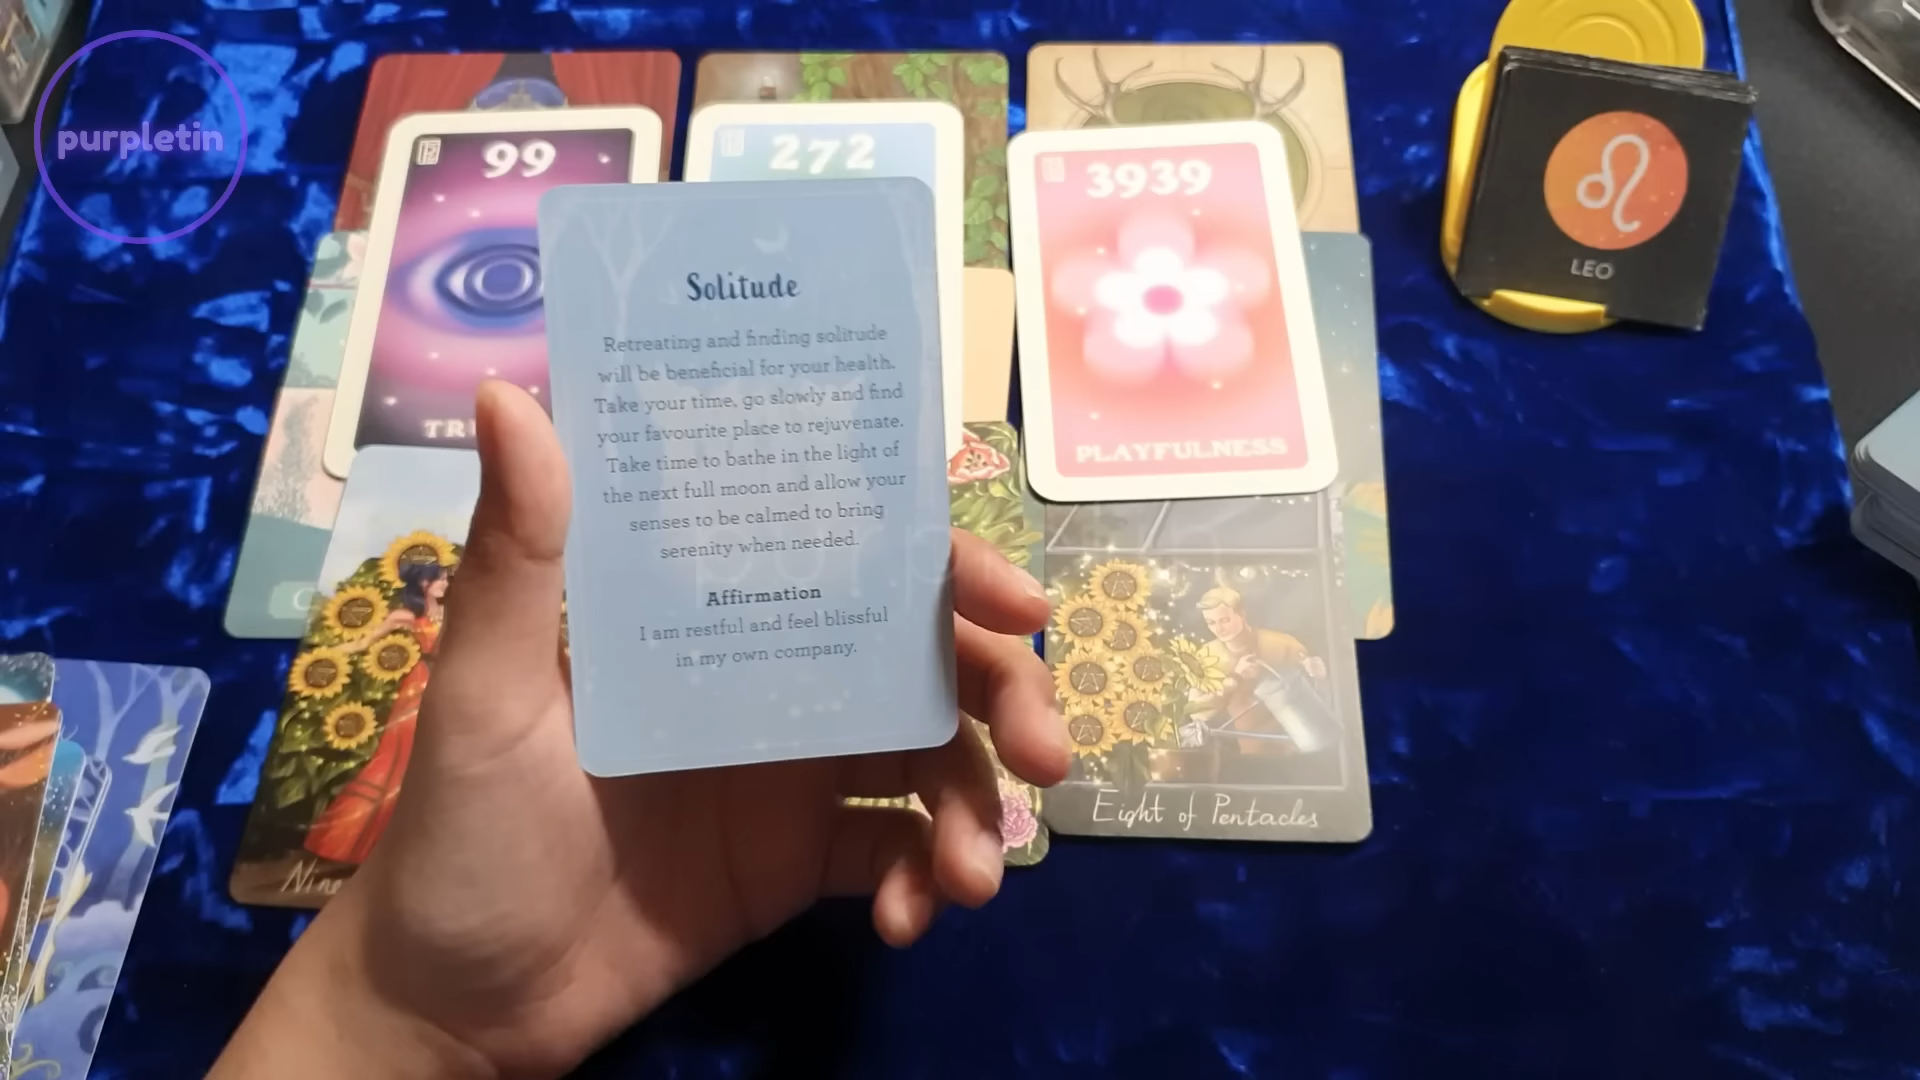 purpletin
99
272
3939
LEO
Solitude
Retreating and finding solitude
will be beneficial for your health.
Take your time, go slowly and find
your favourite place to rejuvenate.
Take time to bathe in the light of
the next full moon and allow your
senses to be calmed to bring
serenity when needed.
Affirmation
I am restful and feel blissful
in my own company.
PLAYFULNESS
Eight of Pentacles
Nine